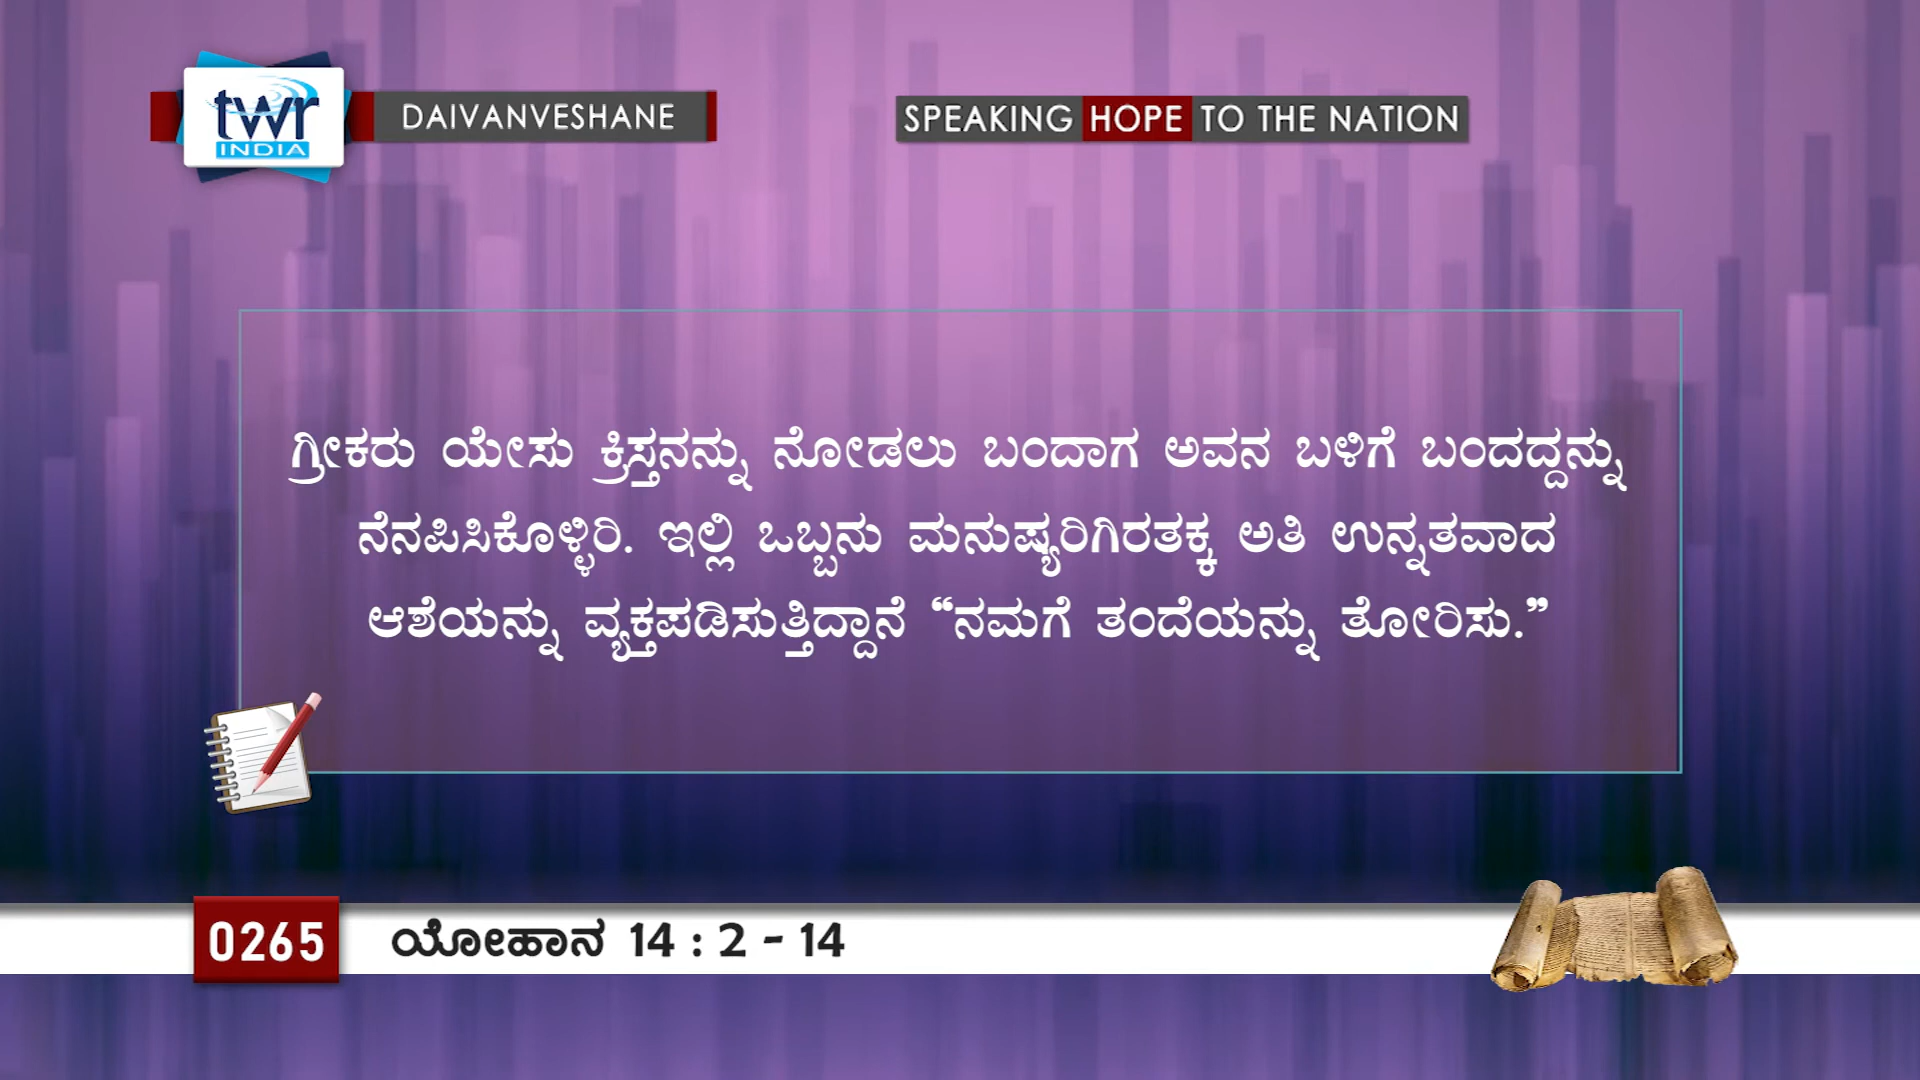 twr
INDIA
DAIVANVESHANE
SPEAKING HOPE TO THE NATION
ಗ್ರೀಕರು ಯೇಸು ಕ್ರಿಸ್ತನನ್ನು ನೋಡಲು ಬಂದಾಗ ಅವನ ಬಳಿಗೆ ಬಂದದ್ದನ್ನು
ನೆನಪಿಸಿಕೊಳ್ಳಿರಿ. ಇಲ್ಲಿ ಒಬ್ಬನು ಮನುಷ್ಯರಿಗಿರತಕ್ಕ ಅತಿ ಉನ್ನತವಾದ
ಆಶೆಯನ್ನು ವ್ಯಕ್ತಪಡಿಸುತ್ತಿದ್ದಾನೆ “ನಮಗೆ ತಂದೆಯನ್ನು ತೋರಿಸು.”
0265 ಯೋಹಾನ 14 : 2 - 14